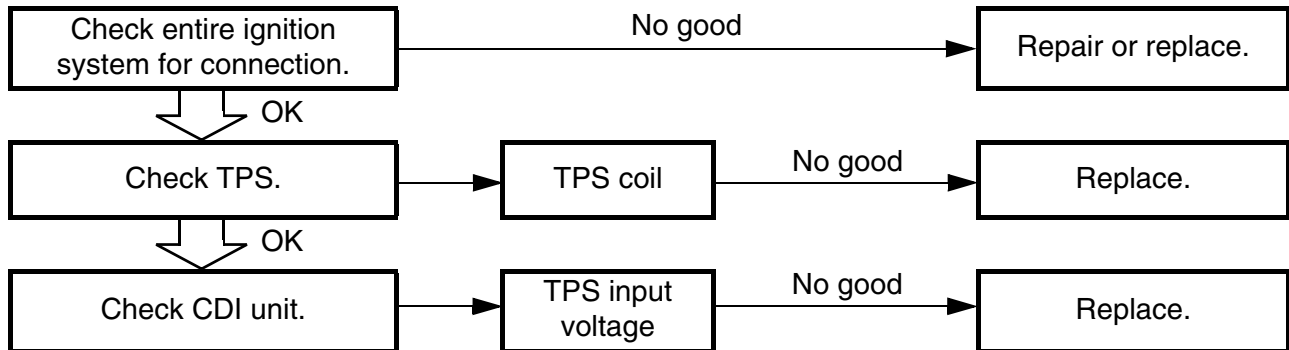 Check entire ignition
system for connection.
No good
Repair or replace.
OK
Check TPS.
TPS coil
No good
Replace.
OK
Check CDI unit.
TPS input
voltage
No good
Replace.